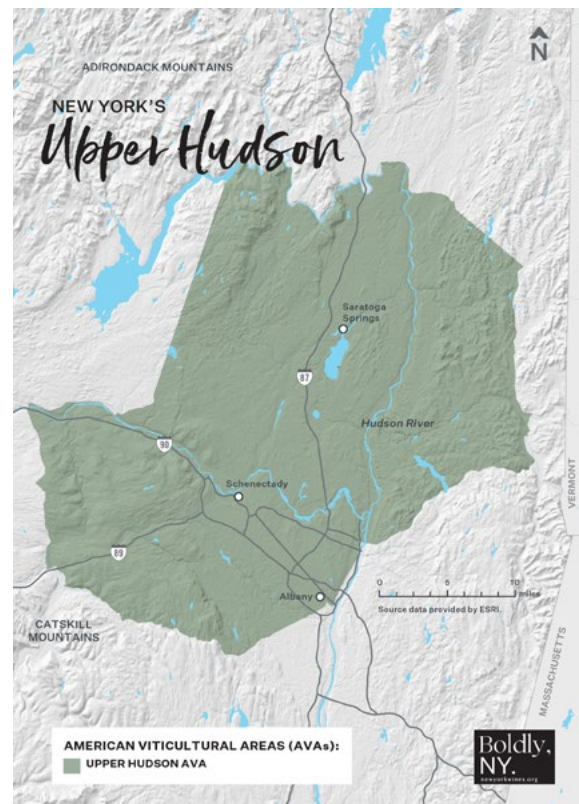 N
ADIRONDACK MOUNTAINS
NEW YORK'S
Upper Hudson
Saratoga
Springs
87
Hudson River
90
Schenectady
VERMONT
89
0 5 10
miles
Albany
Source data provided by ESRI.
CATSKILL
MOUNTAINS
MASSACHUSETTS
AMERICAN VITICULTURAL AREAS (AVAs):
UPPER HUDSON AVA
Boldly,
NY.
newyorkwines.org